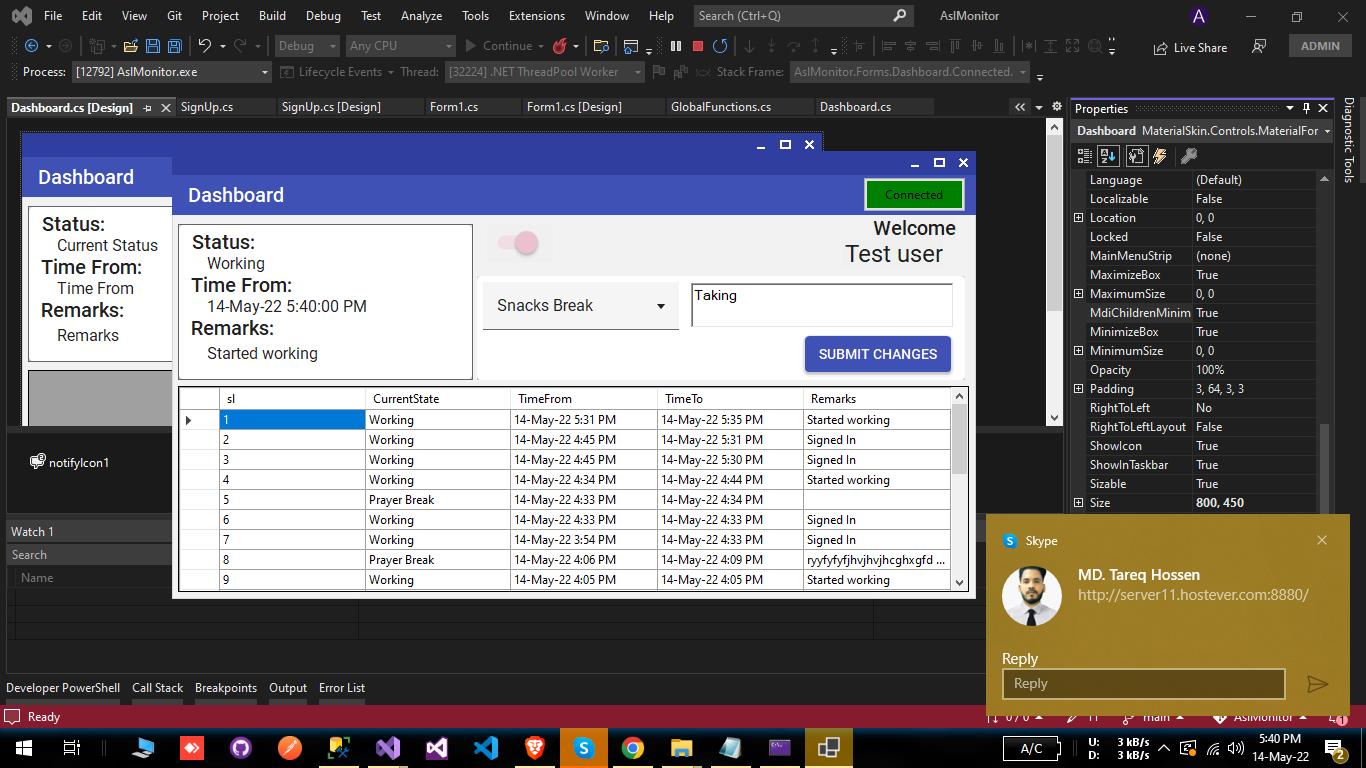 File Edit View Git Project Build Debug Test Analyze Tools Extensions Window Help Search (Ctrl+Q) AslMonitor A
Debug Any CPU Continue Live Share ADMIN
Process: [12792] AslMonitor.exe Lifecycle Events Thread: [32224] .NET ThreadPool Worker Stack Frame: AslMonitor.Forms.Dashboard.Connected.
Dashboard.cs [Design] SignUp.cs SignUp.cs [Design] Form1.cs Form1.cs [Design] GlobalFunctions.cs Dashboard.cs
Dashboard
Status:
Current Status
Time From:
Time From
Remarks:
Remarks
Dashboard
Connected
Status:
Working
Time From:
14-May-22 5:40:00 PM
Remarks:
Started working
Welcome
Test user
Snacks Break
Taking
SUBMIT CHANGES
sl CurrentState TimeFrom TimeTo Remarks
1 Working 14-May-22 5:31 PM 14-May-22 5:35 PM Started working
2 Working 14-May-22 4:45 PM 14-May-22 5:31 PM Signed In
3 Working 14-May-22 4:45 PM 14-May-22 5:30 PM Signed In
4 Working 14-May-22 4:34 PM 14-May-22 4:44 PM Started working
5 Prayer Break 14-May-22 4:33 PM 14-May-22 4:34 PM
6 Working 14-May-22 4:33 PM 14-May-22 4:33 PM Signed In
7 Working 14-May-22 3:54 PM 14-May-22 4:33 PM Signed In
8 Prayer Break 14-May-22 4:06 PM 14-May-22 4:09 PM ryyfyfyfjhvjhvjhcghxgfd ...
9 Working 14-May-22 4:05 PM 14-May-22 4:05 PM Started working
notifyIcon1
Watch 1
Search
Name
Properties
Dashboard MaterialSkin.Controls.MaterialFor
Language (Default)
Localizable False
Location 0, 0
Locked False
MainMenuStrip (none)
MaximizeBox True
MaximumSize 0, 0
MdiChildrenMinim True
MinimizeBox True
MinimumSize 0, 0
Opacity 100%
Padding 3, 64, 3, 3
RightToLeft No
RightToLeftLayout False
ShowIcon True
ShowInTaskbar True
Sizable True
Size 800, 450
Diagnostic Tools
Skype
MD. Tareq Hossen
http://server11.hostever.com:8880/
Reply
Reply
Developer PowerShell Call Stack Breakpoints Output Error List
Ready 0 / 0 11 main AslMonitor 1
A/C U: 3 kB/s
D: 3 kB/s
5:40 PM
14-May-22
2